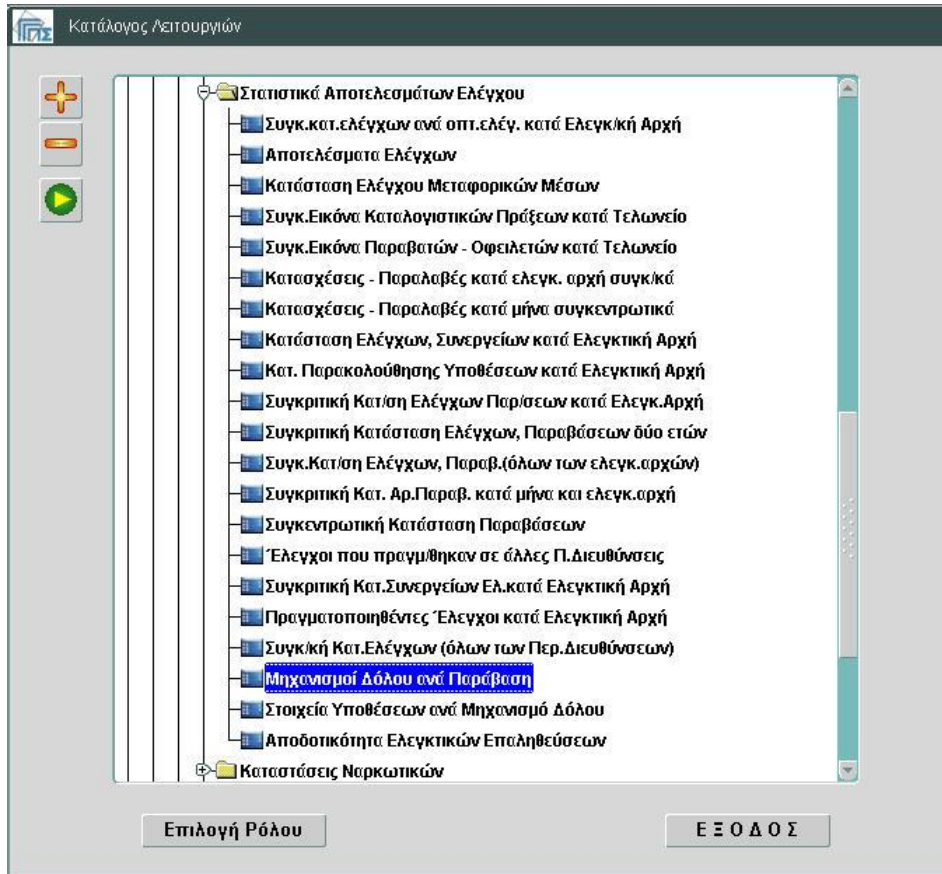 ΓΓΠΣ Κατάλογος Λειτουργιών
Στατιστικά Αποτελεσμάτων Ελέγχου
Συγκ.κατ.ελέγχων ανά οπτ.ελέγ. κατά Ελεγκ/κή Αρχή
Αποτελέσματα Ελέγχων
Κατάσταση Ελέγχου Μεταφορικών Μέσων
Συγκ.Εικόνα Καταλογιστικών Πράξεων κατά Τελωνείο
Συγκ.Εικόνα Παραβατών - Οφειλετών κατά Τελωνείο
Κατασχέσεις - Παραλαβές κατά ελεγκ. αρχή συγκ/κά
Κατασχέσεις - Παραλαβές κατά μήνα συγκεντρωτικά
Κατάσταση Ελέγχων, Συνεργείων κατά Ελεγκτική Αρχή
Κατ. Παρακολούθησης Υποθέσεων κατά Ελεγκτική Αρχή
Συγκριτική Κατ/ση Ελέγχων Παρ/σεων κατά Ελεγκ.Αρχή
Συγκριτική Κατάσταση Ελέγχων, Παραβάσεων δύο ετών
Συγκ.Κατ/ση Ελέγχων, Παραβ.(όλων των ελεγκ.αρχών)
Συγκριτική Κατ. Αρ.Παραβ. κατά μήνα και ελεγκ.αρχή
Συγκεντρωτική Κατάσταση Παραβάσεων
Έλεγχοι που πραγμ/θηκαν σε άλλες Π.Διευθύνσεις
Συγκριτική Κατ.Συνεργείων Ελ.κατά Ελεγκτική Αρχή
Πραγματοποιηθέντες Έλεγχοι κατά Ελεγκτική Αρχή
Συγκ/κή Κατ.Ελέγχων (όλων των Περ.Διευθύνσεων)
Μηχανισμοί Δόλου ανά Παράβαση
Στοιχεία Υποθέσεων ανά Μηχανισμό Δόλου
Αποδοτικότητα Ελεγκτικών Επαληθεύσεων
Καταστάσεις Ναρκωτικών
Επιλογή Ρόλου
Ε Ξ Ο Δ Ο Σ